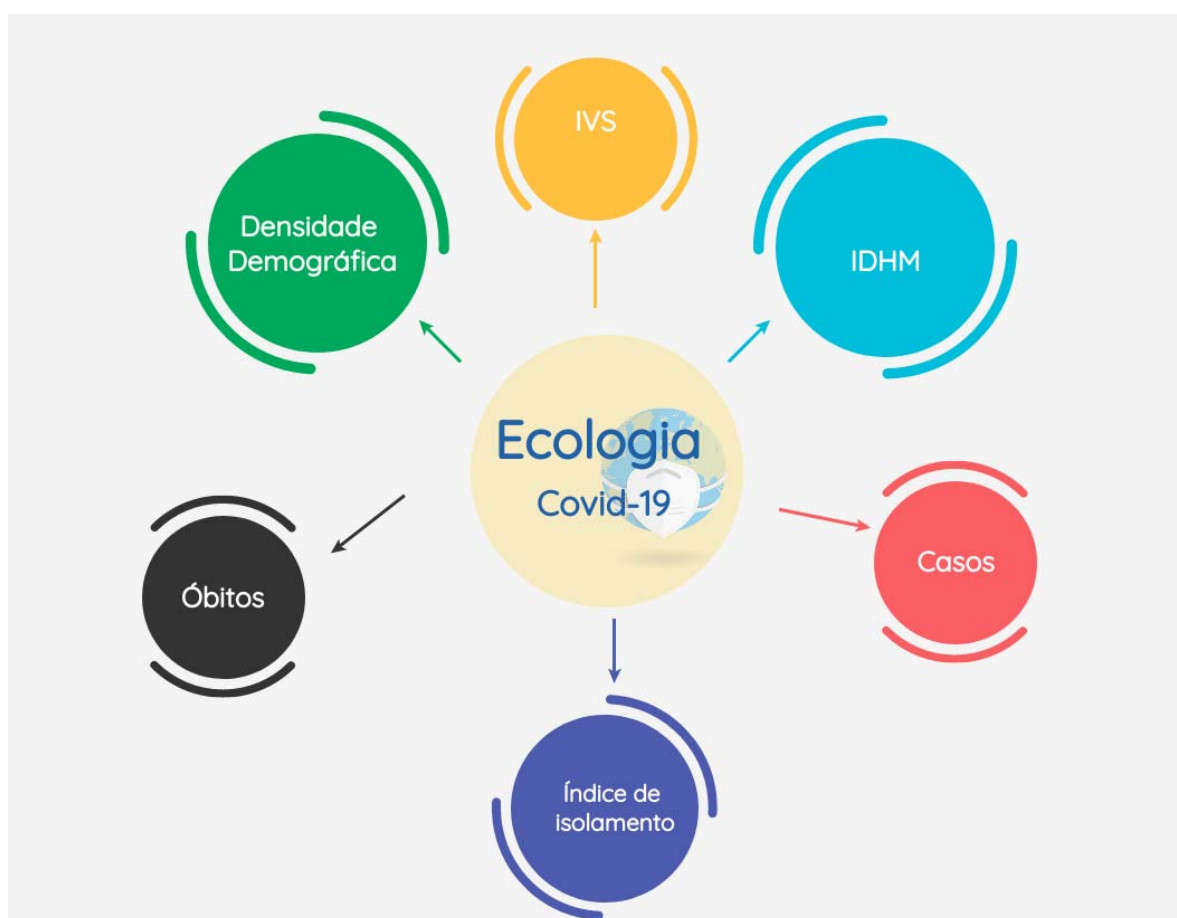 IVS
Densidade
Demográfica
IDHM
Ecologia
Covid-19
Casos
Óbitos
Índice de
isolamento